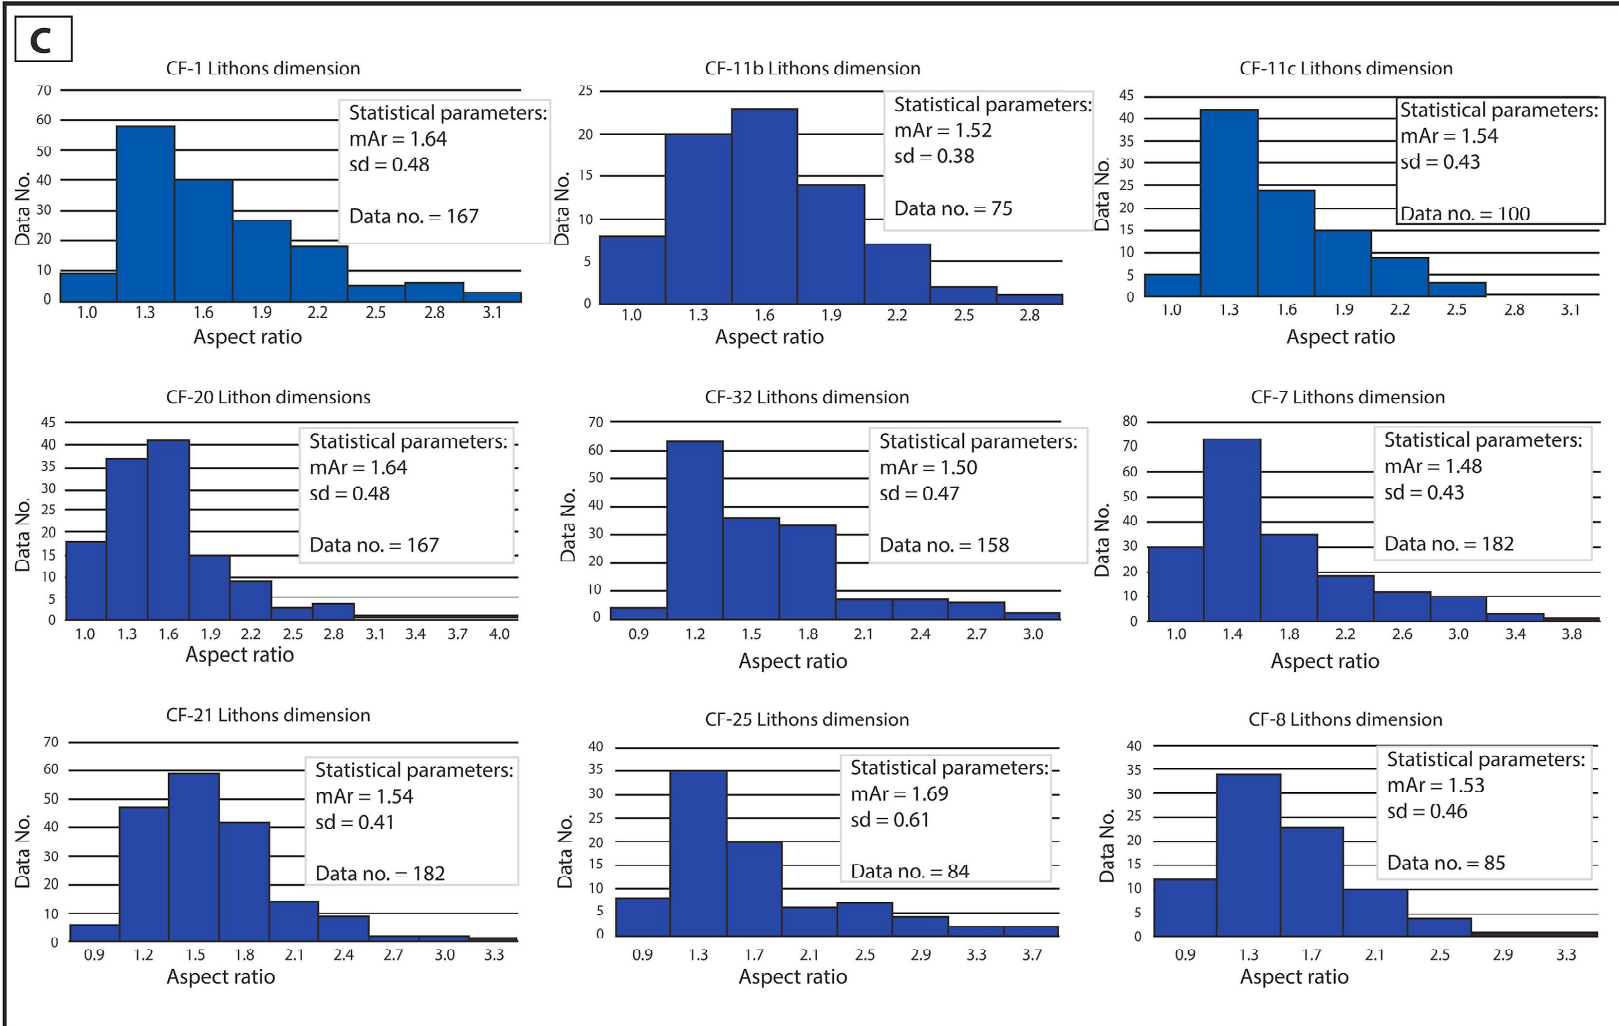 C
CF-1 Lithons dimension
70
60
50
40
30
20
10
0
Data No.
Statistical parameters:
mAr = 1.64
sd = 0.48
Data no. = 167
1.0 1.3 1.6 1.9 2.2 2.5 2.8 3.1
Aspect ratio
CF-11b Lithons dimension
25
20
15
10
5
0
Data No.
Statistical parameters:
mAr = 1.52
sd = 0.38
Data no. = 75
1.0 1.3 1.6 1.9 2.2 2.5 2.8
Aspect ratio
CF-11c Lithons dimension
45
40
35
30
25
20
15
10
5
0
Data No.
Statistical parameters:
mAr = 1.54
sd = 0.43
Data no. = 100
1.0 1.3 1.6 1.9 2.2 2.5 2.8 3.1
Aspect ratio
CF-20 Lithon dimensions
45
40
35
30
25
20
15
10
5
0
Data No.
Statistical parameters:
mAr = 1.64
sd = 0.48
Data no. = 167
1.0 1.3 1.6 1.9 2.2 2.5 2.8 3.1 3.4 3.7 4.0
Aspect ratio
CF-32 Lithons dimension
70
60
50
40
30
20
10
0
Data No.
Statistical parameters:
mAr = 1.50
sd = 0.47
Data no. = 158
0.9 1.2 1.5 1.8 2.1 2.4 2.7 3.0
Aspect ratio
CF-7 Lithons dimension
80
70
60
50
40
30
20
10
0
Data No.
Statistical parameters:
mAr = 1.48
sd = 0.43
Data no. = 182
1.0 1.4 1.8 2.2 2.6 3.0 3.4 3.8
Aspect ratio
CF-21 Lithons dimension
70
60
50
40
30
20
10
0
Data No.
Statistical parameters:
mAr = 1.54
sd = 0.41
Data no. = 182
0.9 1.2 1.5 1.8 2.1 2.4 2.7 3.0 3.3
Aspect ratio
CF-25 Lithons dimension
40
35
30
25
20
15
10
5
0
Data No.
Statistical parameters:
mAr = 1.69
sd = 0.61
Data no. = 84
0.9 1.3 1.7 2.1 2.5 2.9 3.3 3.7
Aspect ratio
CF-8 Lithons dimension
40
35
30
25
20
15
10
5
0
Data No.
Statistical parameters:
mAr = 1.53
sd = 0.46
Data no. = 85
0.9 1.3 1.7 2.1 2.5 2.9 3.3
Aspect ratio